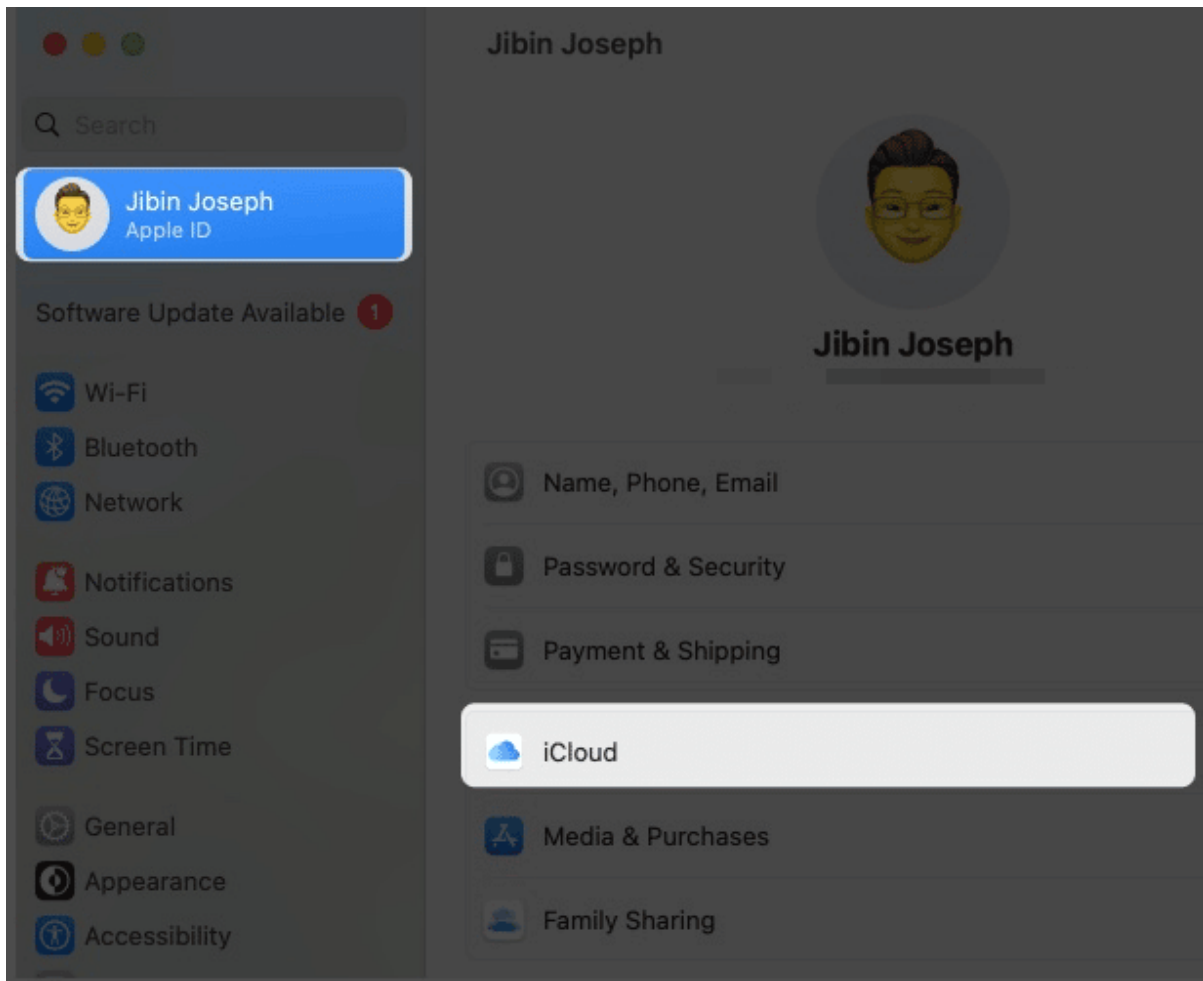 Jibin Joseph
Search
Jibin Joseph
Apple ID
Software Update Available 1
Wi-Fi
Bluetooth
Network
Notifications
Sound
Focus
Screen Time
General
Appearance
Accessibility
Jibin Joseph
Name, Phone, Email
Password & Security
Payment & Shipping
iCloud
Media & Purchases
Family Sharing